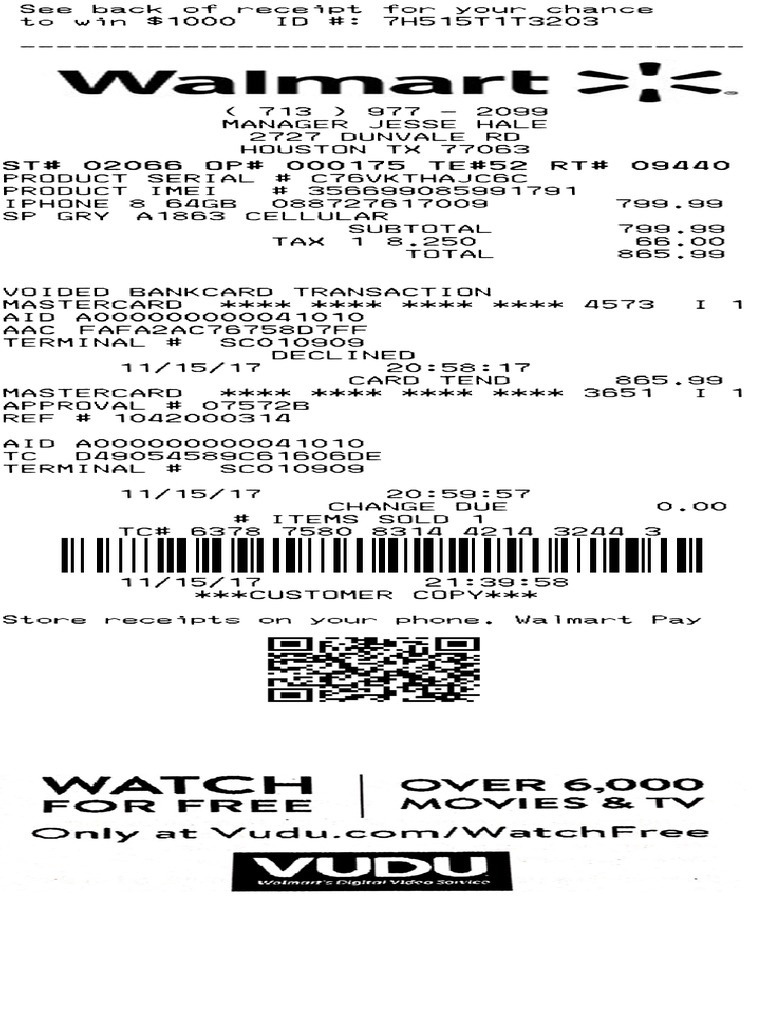 See back of receipt for your chance
to win $1000 ID #: 7H515T1T3203
Walmart
( 713 ) 977 - 2099
MANAGER JESSE HALE
2727 DUNVALE RD
HOUSTON TX 77063
ST# 02066 OP# 000175 TE#52 RT# 09440
PRODUCT SERIAL # C76VKTHAJC6C
PRODUCT IMEI # 356699085991791
IPHONE 8 64GB 088727617009 799.99
SP GRY A1863 CELLULAR
SUBTOTAL 799.99
TAX 1 8.250 66.00
TOTAL 865.99
VOIDED BANKCARD TRANSACTION
MASTERCARD **** **** **** **** 4573 I 1
AID A0000000000041010
AAC FAFA2AC76758D7FF
TERMINAL # SC010909
DECLINED
11/15/17 20:58:17
CARD TEND 865.99
MASTERCARD **** **** **** **** 3651 I 1
APPROVAL # 07572B
REF # 1042000314
AID A0000000000041010
TC D49054589C61606DE
TERMINAL # SC010909
11/15/17 20:59:57
CHANGE DUE 0.00
# ITEMS SOLD 1
TC# 6378 7580 8314 4214 3244 3
11/15/17 21:39:58
***CUSTOMER COPY***
Store receipts on your phone. Walmart Pay
WATCH FOR FREE
OVER 6,000 MOVIES & TV
Only at Vudu.com/WatchFree
VUDU
Walmart's Digital Video Service